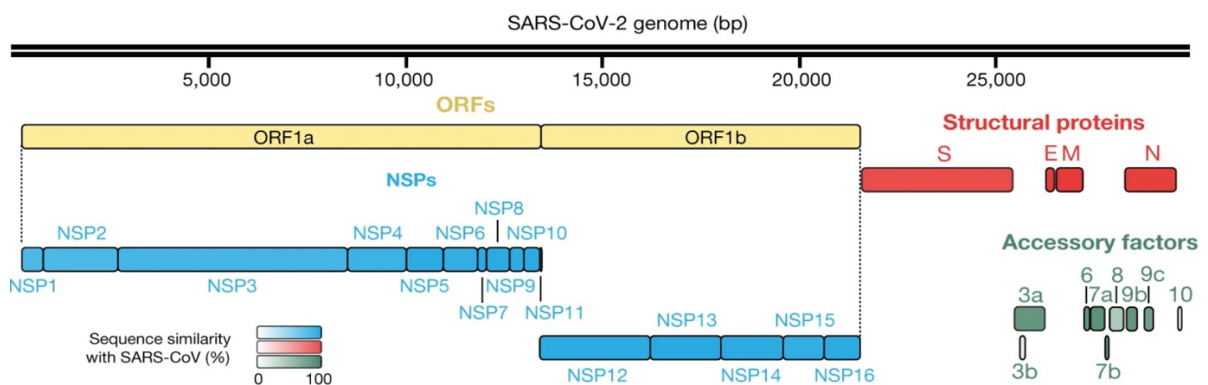 SARS-CoV-2 genome (bp)
5,000 10,000 15,000 20,000 25,000
ORFs
ORF1a ORF1b
Structural proteins
S E M N
NSPs
NSP8
NSP2 NSP4 NSP6 NSP10
NSP1 NSP3 NSP5 NSP9
NSP7 NSP11
Accessory factors
6 8 9c
3a 7a 9b 10
3b 7b
NSP13 NSP15
NSP12 NSP14 NSP16
Sequence similarity
with SARS-CoV (%)
0 100